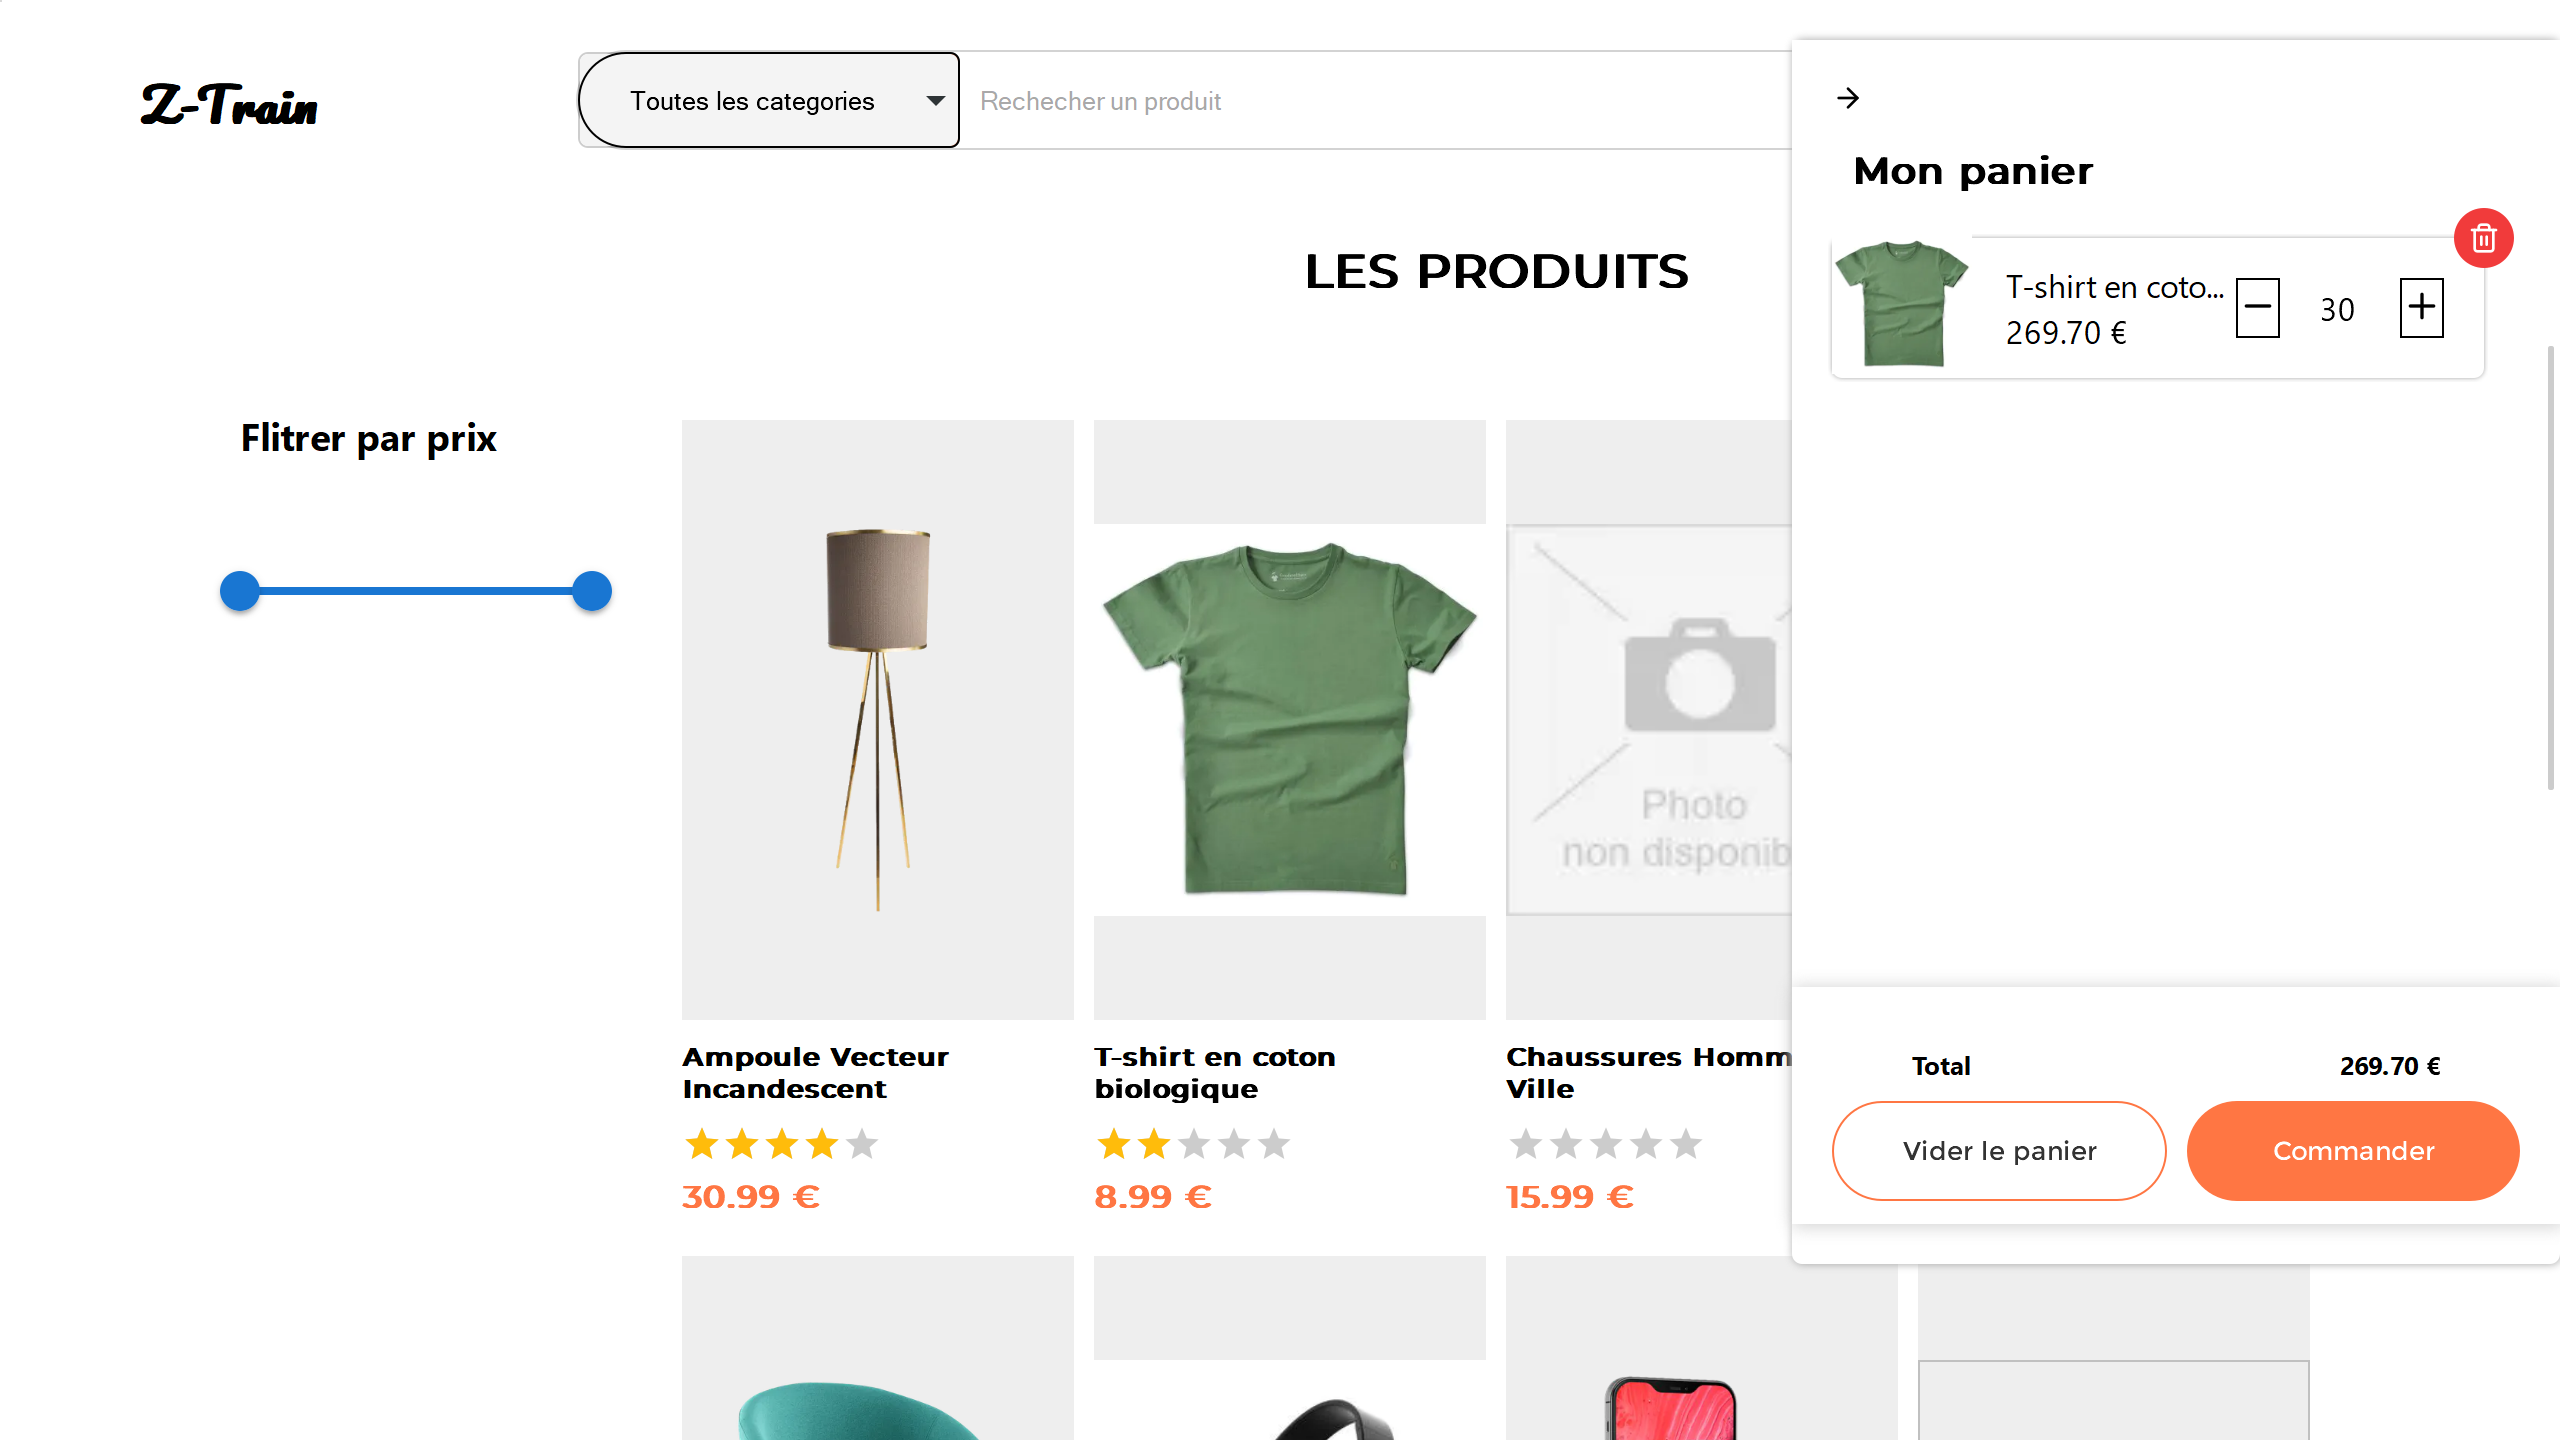 Z-Train
Toutes les categories
Rechecher un produit
Mon panier
T-shirt en coto...
269.70 €
30
LES PRODUITS
Flitrer par prix
Photo
non disponib
Total
269.70 €
Vider le panier
Commander
Ampoule Vecteur
Incandescent
30.99 €
T-shirt en coton
biologique
8.99 €
Chaussures Homm
Ville
15.99 €